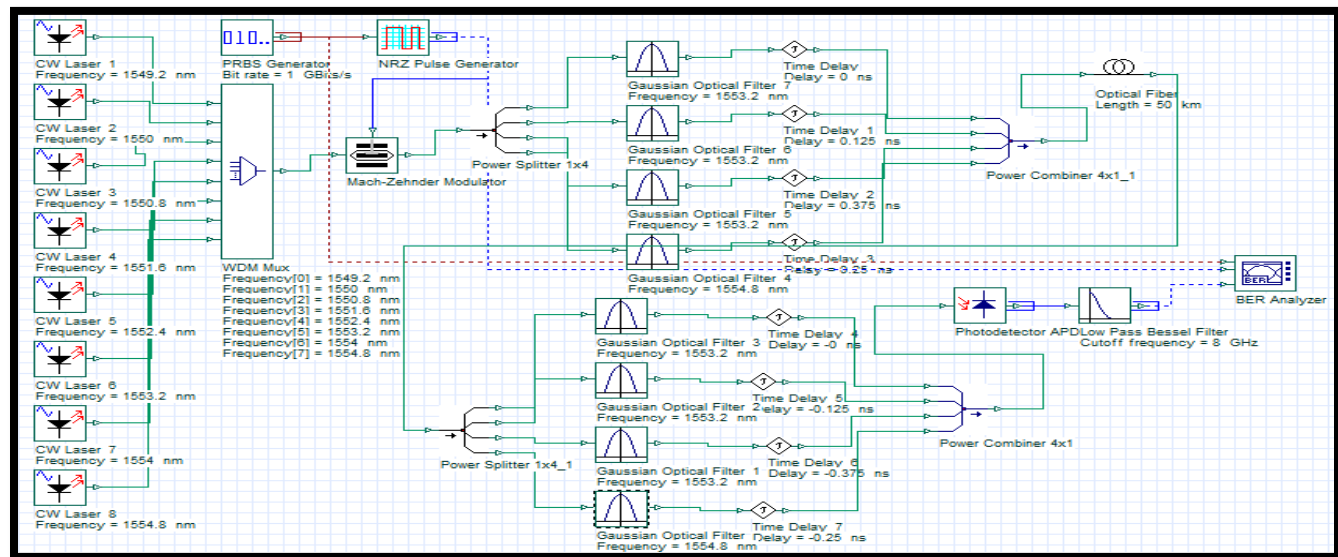 CW Laser 1
Frequency = 1549.2 nm
CW Laser 2
Frequency = 1550 nm
CW Laser 3
Frequency = 1550.8 nm
CW Laser 4
Frequency = 1551.6 nm
CW Laser 5
Frequency = 1552.4 nm
CW Laser 6
Frequency = 1553.2 nm
CW Laser 7
Frequency = 1554 nm
CW Laser 8
Frequency = 1554.8 nm
010..
PRBS Generator
Bit rate = 1 GBits/s
NRZ Pulse Generator
WDM Mux
Frequency[0] = 1549.2 nm
Frequency[1] = 1550 nm
Frequency[2] = 1550.8 nm
Frequency[3] = 1551.6 nm
Frequency[4] = 1552.4 nm
Frequency[5] = 1553.2 nm
Frequency[6] = 1554 nm
Frequency[7] = 1554.8 nm
Mach-Zehnder Modulator
Power Splitter 1x4
Gaussian Optical Filter 7
Frequency = 1553.2 nm
Gaussian Optical Filter 6
Frequency = 1553.2 nm
Gaussian Optical Filter 5
Frequency = 1553.2 nm
Gaussian Optical Filter 4
Frequency = 1554.8 nm
Time Delay
Delay = 0 ns
Time Delay 1
Delay = 0.125 ns
Time Delay 2
Delay = 0.375 ns
Time Delay 3
Delay = 0.25 ns
Power Combiner 4x1_1
Optical Fiber
Length = 50 km
BER
BER Analyzer
Power Splitter 1x4_1
Gaussian Optical Filter 3
Frequency = 1553.2 nm
Gaussian Optical Filter 2
Frequency = 1553.2 nm
Gaussian Optical Filter 1
Frequency = 1553.2 nm
Gaussian Optical Filter
Frequency = 1554.8 nm
Time Delay 4
Delay = -0 ns
Time Delay 5
elay = -0.125 ns
Time Delay 6
Delay = -0.375 ns
Time Delay 7
Delay = -0.25 ns
Power Combiner 4x1
Photodetector APD
Low Pass Bessel Filter
Cutoff frequency = 8 GHz